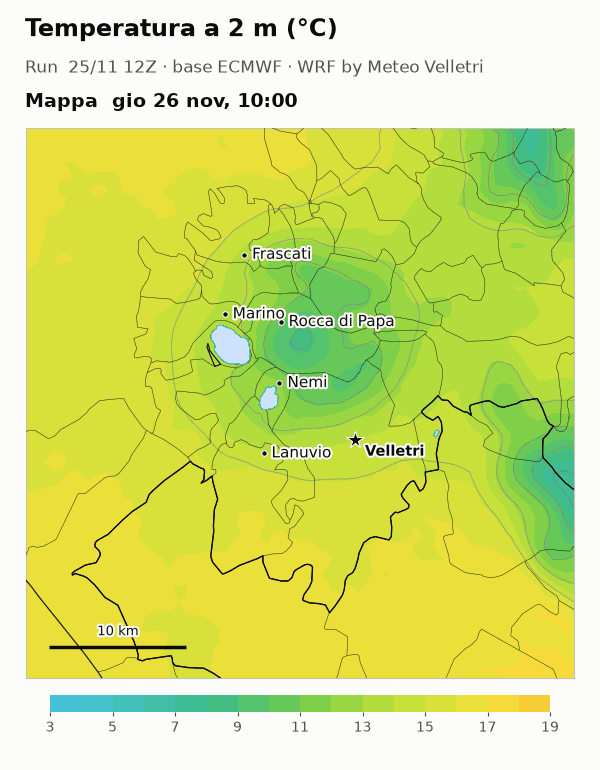 Temperatura a 2 m (°C)
Run  25/11 12Z · base ECMWF · WRF by Meteo Velletri
Mappa  gio 26 nov, 10:00
Frascati
Marino
Rocca di Papa
Nemi
Velletri
Lanuvio
10 km
3 5 7 9 11 13 15 17 19